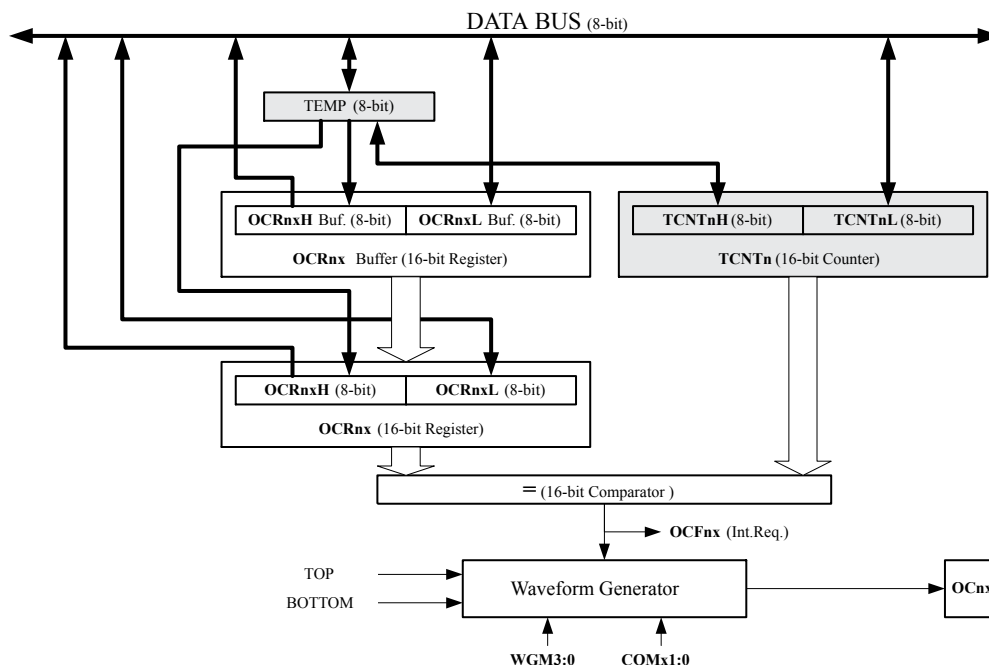 DATA BUS (8-bit)
TEMP (8-bit)
OCRnxH Buf. (8-bit)
OCRnxL Buf. (8-bit)
OCRnx Buffer (16-bit Register)
TCNTnH (8-bit)
TCNTnL (8-bit)
TCNTn (16-bit Counter)
OCRnxH (8-bit)
OCRnxL (8-bit)
OCRnx (16-bit Register)
= (16-bit Comparator )
OCFnx (Int.Req.)
TOP
BOTTOM
Waveform Generator
OCnx
WGM3:0
COMx1:0